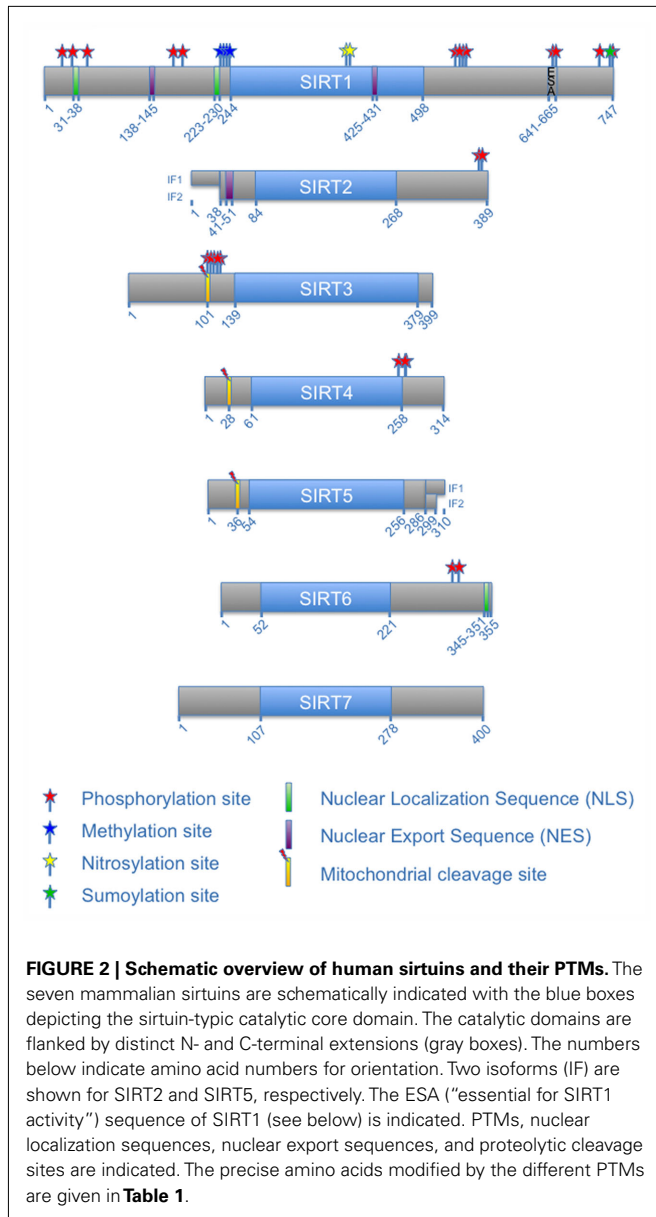 SIRT1
ESA
1
31-38
138-145
223-230
244
425-431
498
641-665
747
IF1
IF2
SIRT2
1
38
41-51
84
268
389
SIRT3
1
101
139
379
399
SIRT4
1
28
61
258
314
SIRT5
IF1
IF2
1
36
54
256
286
299
310
SIRT6
1
52
221
345-351
355
SIRT7
1
107
278
400
Phosphorylation site
Methylation site
Nitrosylation site
Sumoylation site
Nuclear Localization Sequence (NLS)
Nuclear Export Sequence (NES)
Mitochondrial cleavage site
FIGURE 2 | Schematic overview of human sirtuins and their PTMs. The
seven mammalian sirtuins are schematically indicated with the blue boxes
depicting the sirtuin-typic catalytic core domain. The catalytic domains are
flanked by distinct N- and C-terminal extensions (gray boxes). The numbers
below indicate amino acid numbers for orientation. Two isoforms (IF) are
shown for SIRT2 and SIRT5, respectively. The ESA (“essential for SIRT1
activity”) sequence of SIRT1 (see below) is indicated. PTMs, nuclear
localization sequences, nuclear export sequences, and proteolytic cleavage
sites are indicated. The precise amino acids modified by the different PTMs
are given in Table 1.